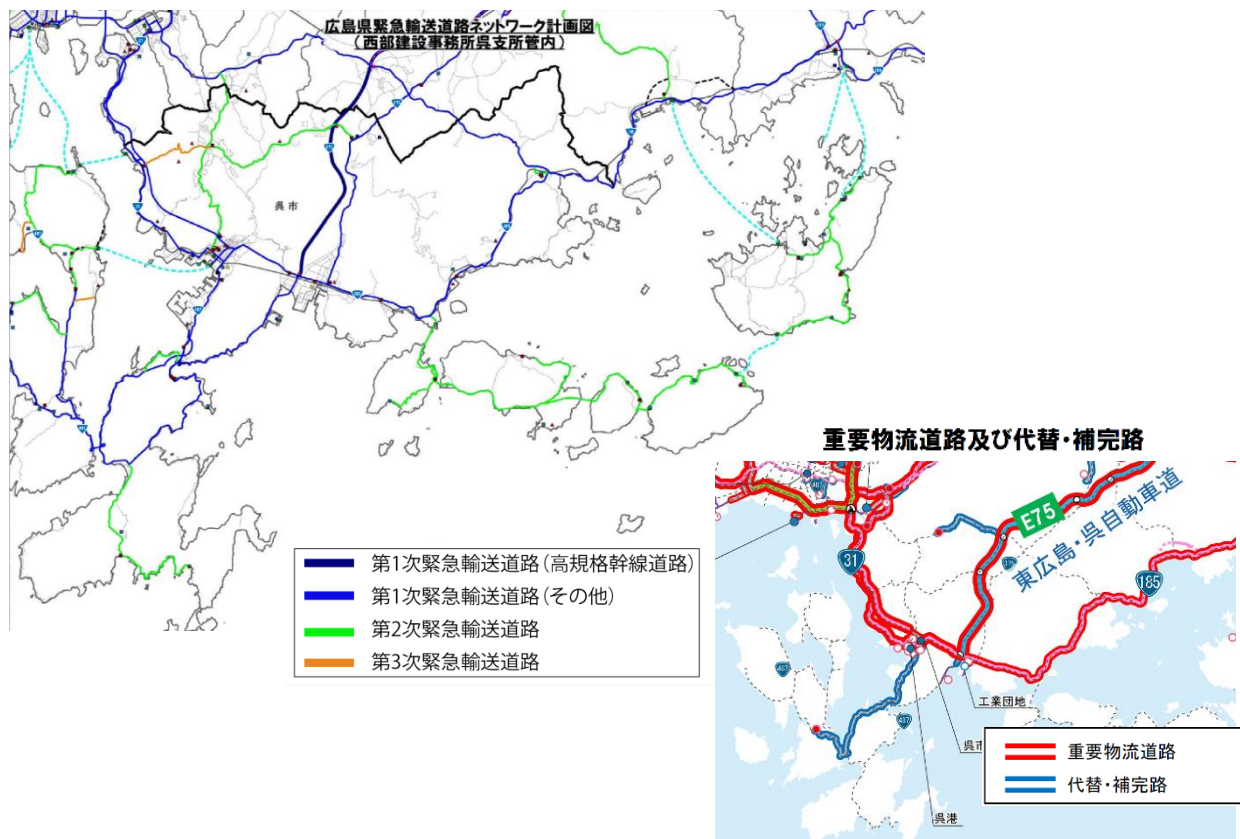 広島県緊急輸送道路ネットワーク計画図
(西部建設事務所呉支所管内)
呉市
第1次緊急輸送道路(高規格幹線道路)
第1次緊急輸送道路(その他)
第2次緊急輸送道路
第3次緊急輸送道路
重要物流道路及び代替・補完路
E75
東広島・呉自動車道
31
185
487
487
工業団地
呉市
呉港
重要物流道路
代替・補完路